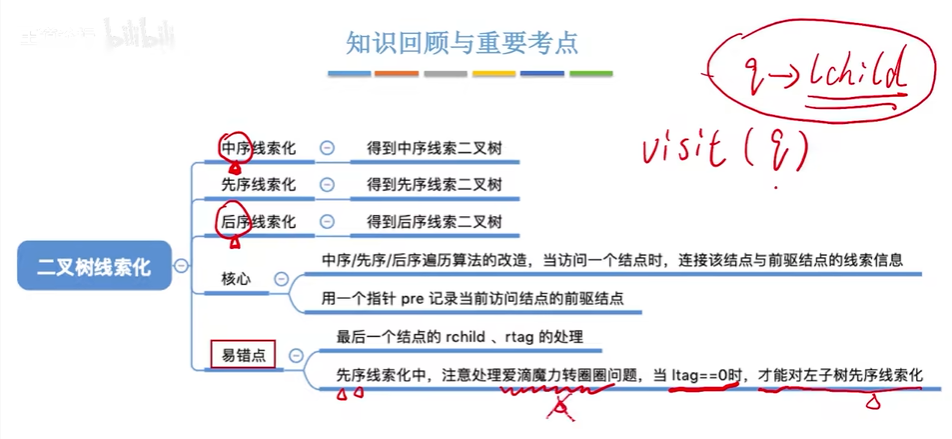 bilibili
知识回顾与重要考点
q→lchild
visit(q)
中序线索化
得到中序线索二叉树
先序线索化
得到先序线索二叉树
后序线索化
得到后序线索二叉树
二叉树线索化
核心
中序/先序/后序遍历算法的改造，当访问一个结点时，连接该结点与前驱结点的线索信息
用一个指针 pre 记录当前访问结点的前驱结点
易错点
最后一个结点的 rchild 、rtag 的处理
先序线索化中，注意处理爱滴魔力转圈圈问题，当 ltag==0时，才能对左子树先序线索化